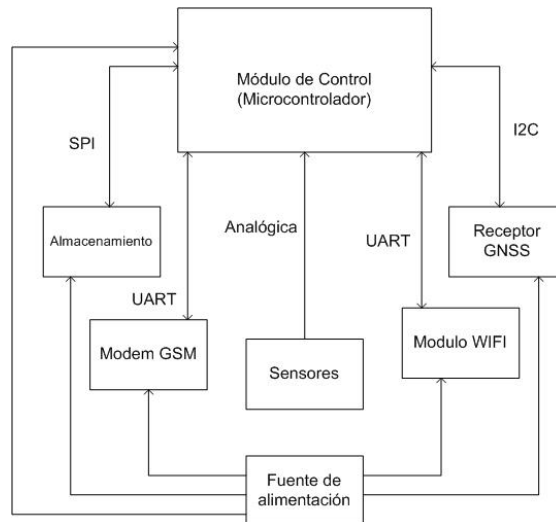 Módulo de Control
(Microcontrolador)
SPI
I2C
Almacenamiento
Analógica
UART
Receptor
GNSS
UART
Modem GSM
Sensores
Modulo WIFI
Fuente de
alimentación